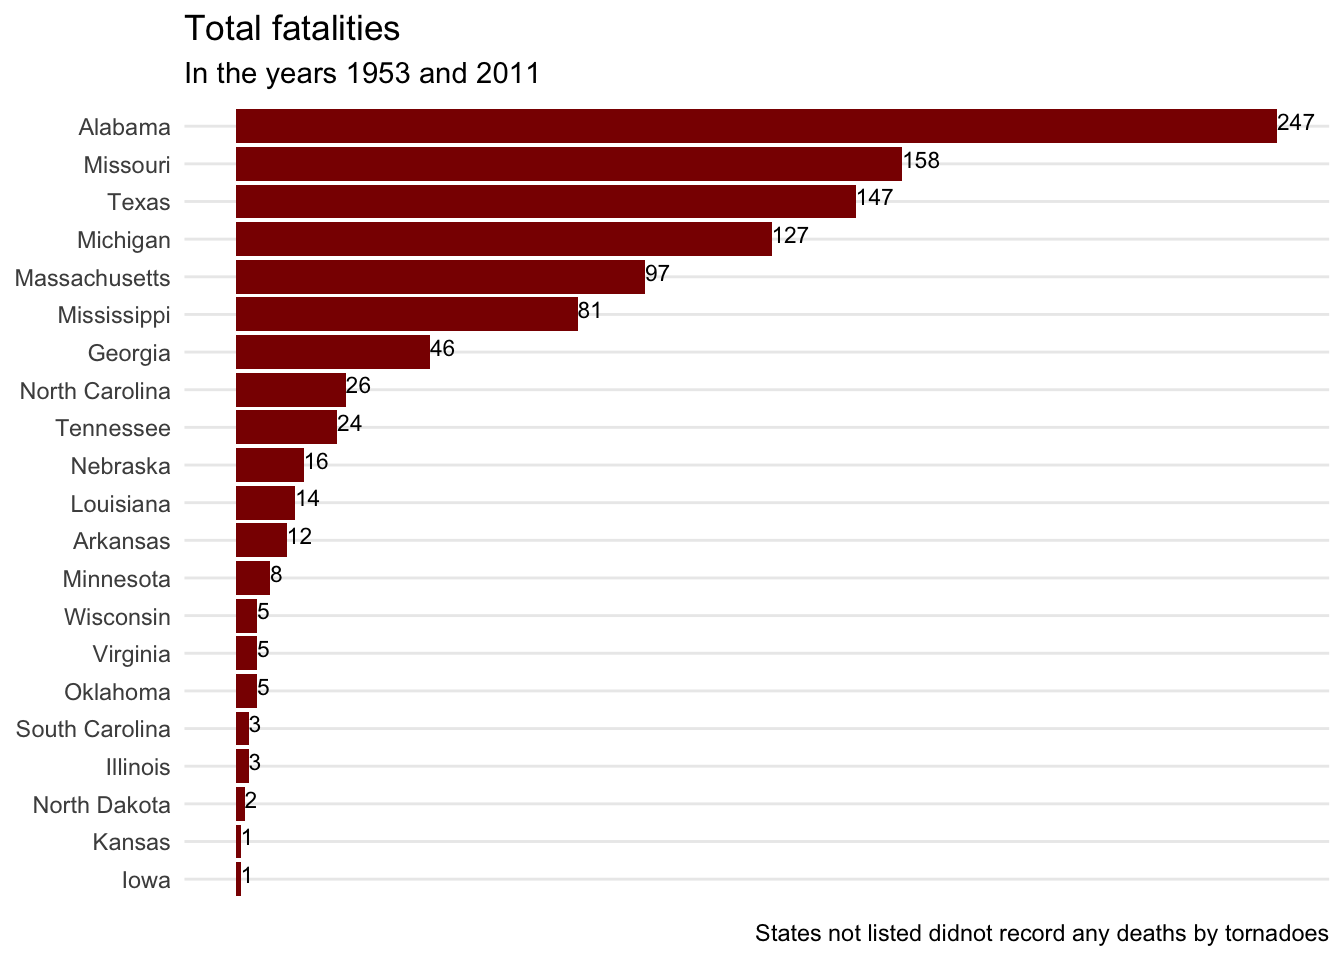 Total fatalities
In the years 1953 and 2011
Alabama 247
Missouri 158
Texas 147
Michigan 127
Massachusetts 97
Mississippi 81
Georgia 46
North Carolina 26
Tennessee 24
Nebraska 16
Louisiana 14
Arkansas 12
Minnesota 8
Wisconsin 5
Virginia 5
Oklahoma 5
South Carolina 3
Illinois 3
North Dakota 2
Kansas 1
Iowa 1
States not listed didnot record any deaths by tornadoes